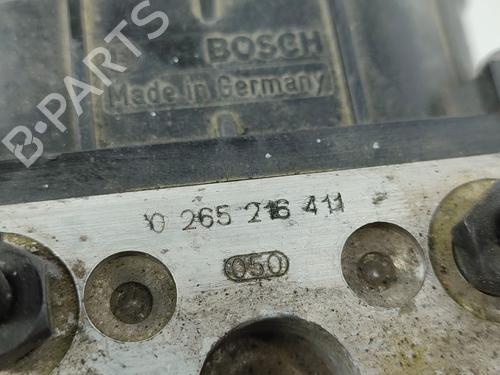 BOSCH
Made in Germany
B-PARTS
0 265 216 411
050